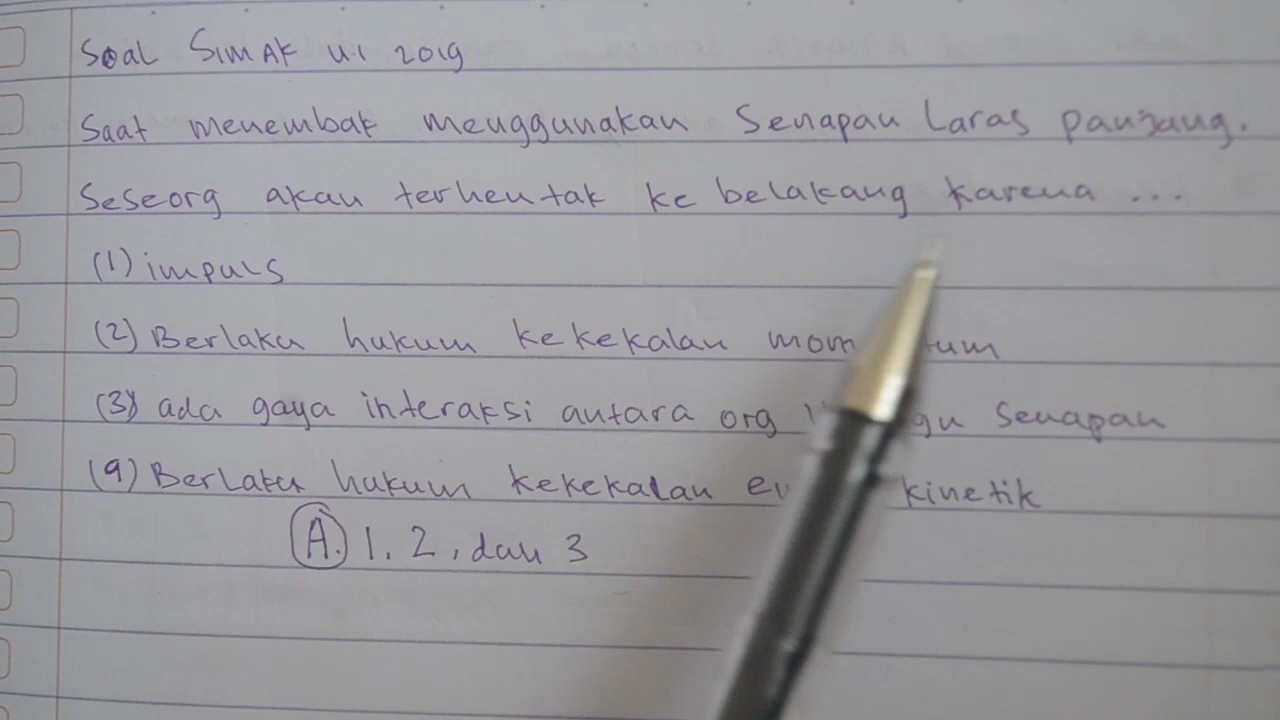 Soal SIMAK UI 2019
Saat menembak menggunakan Senapan Laras panjang.
Seseorg akan terhentak ke belakang karena ...
(1) impuls
(2) Berlaku hukum kekekalan
(3) ada gaya interaksi antara org Senapan
(4) Berlaku hukum kekekalan kinetik
(A.) 1, 2, dan 3